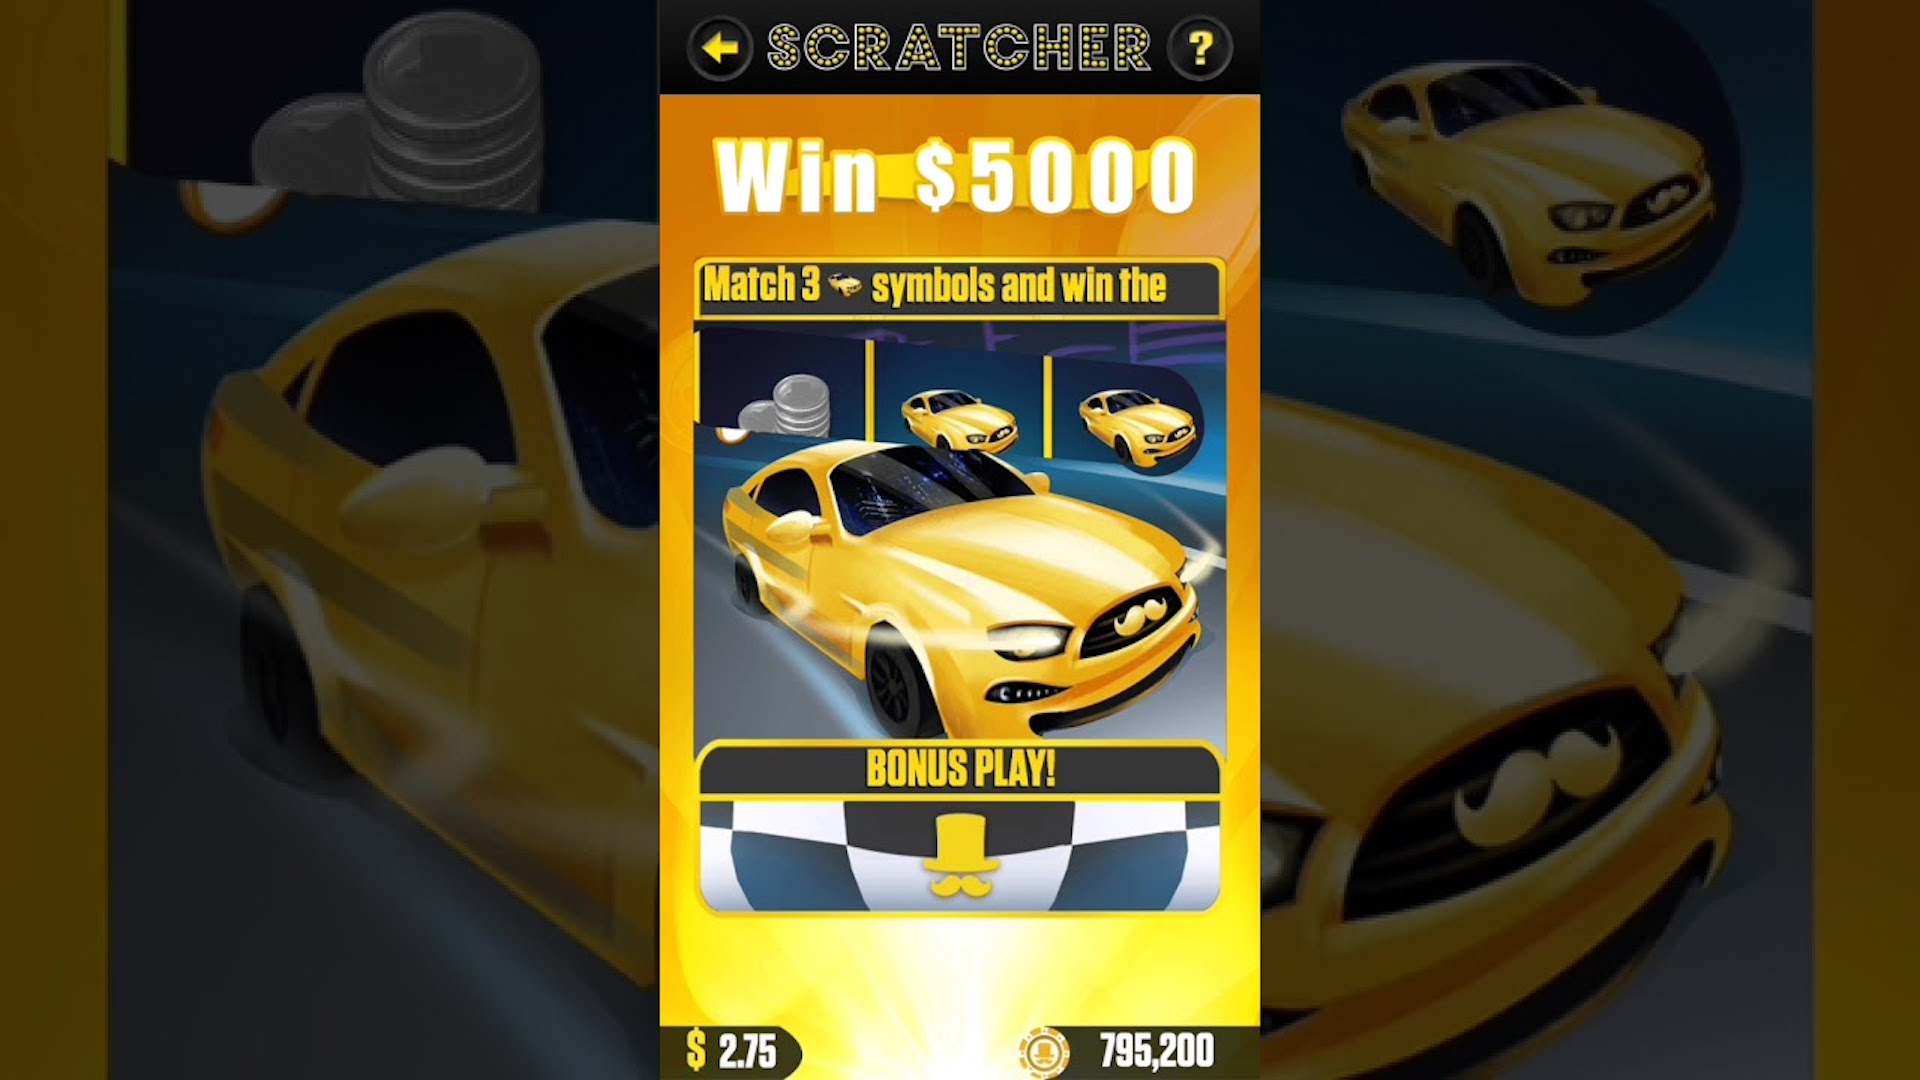 SCRATCHER ?
Win $5000
Match 3 symbols and win the
BONUS PLAY!
$ 2.75
795,200